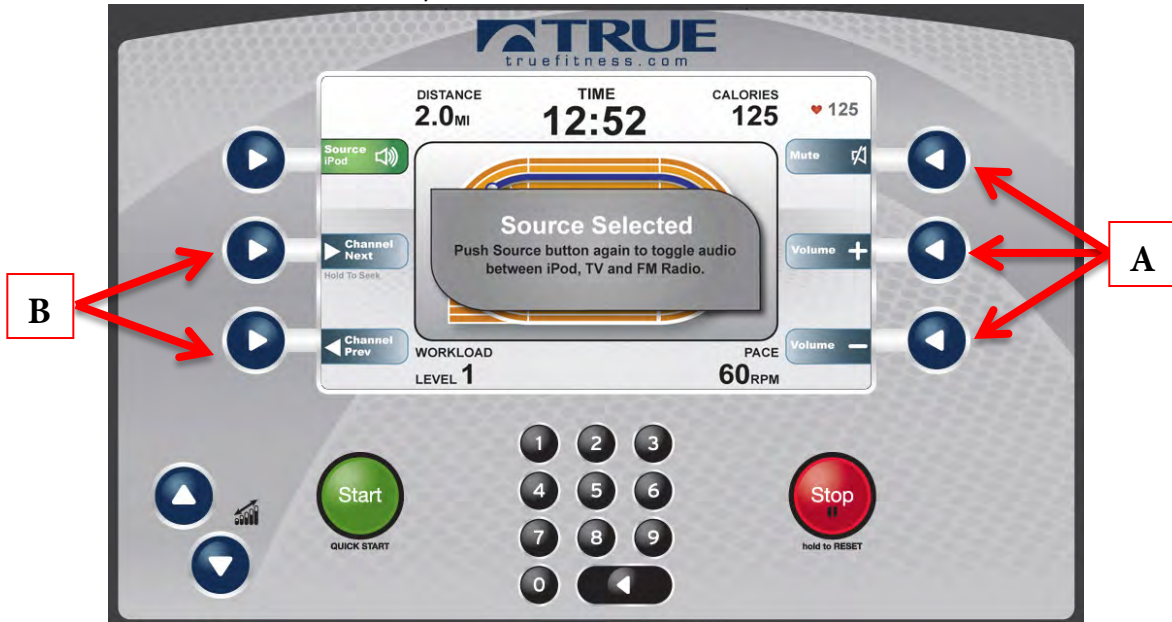 TRUE
truefitness.com
DISTANCE
2.0MI
TIME
12:52
CALORIES
125
125
Source
iPod
Mute
Source Selected
Push Source button again to toggle audio
between iPod, TV and FM Radio.
Channel
Next
Hold To Seek
Volume +
A
B
Channel
Prev
Volume –
WORKLOAD
LEVEL 1
PACE
60RPM
1 2 3
4 5 6
7 8 9
0
Start
QUICK START
Stop
hold to RESET